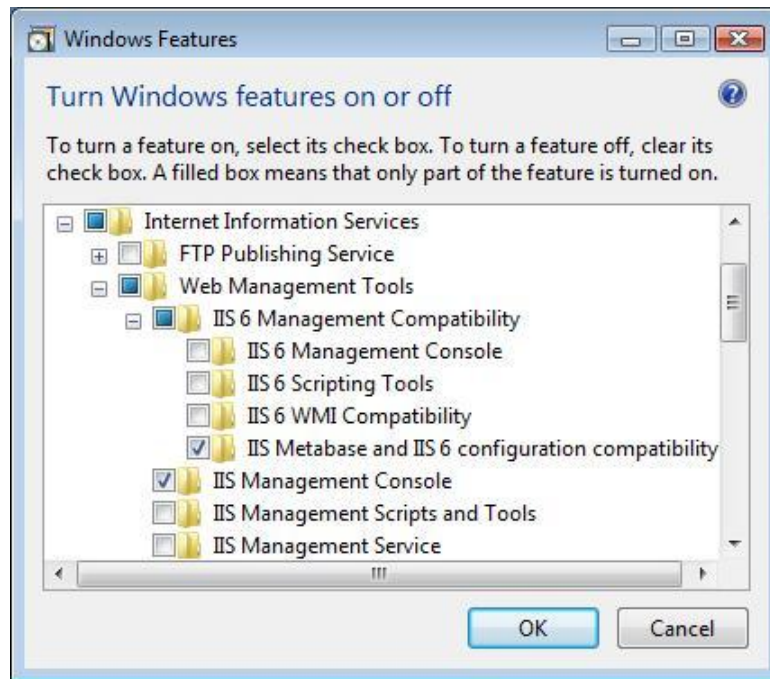 Windows Features
Turn Windows features on or off
To turn a feature on, select its check box. To turn a feature off, clear its
check box. A filled box means that only part of the feature is turned on.
Internet Information Services
FTP Publishing Service
Web Management Tools
IIS 6 Management Compatibility
IIS 6 Management Console
IIS 6 Scripting Tools
IIS 6 WMI Compatibility
IIS Metabase and IIS 6 configuration compatibility
IIS Management Console
IIS Management Scripts and Tools
IIS Management Service
OK Cancel